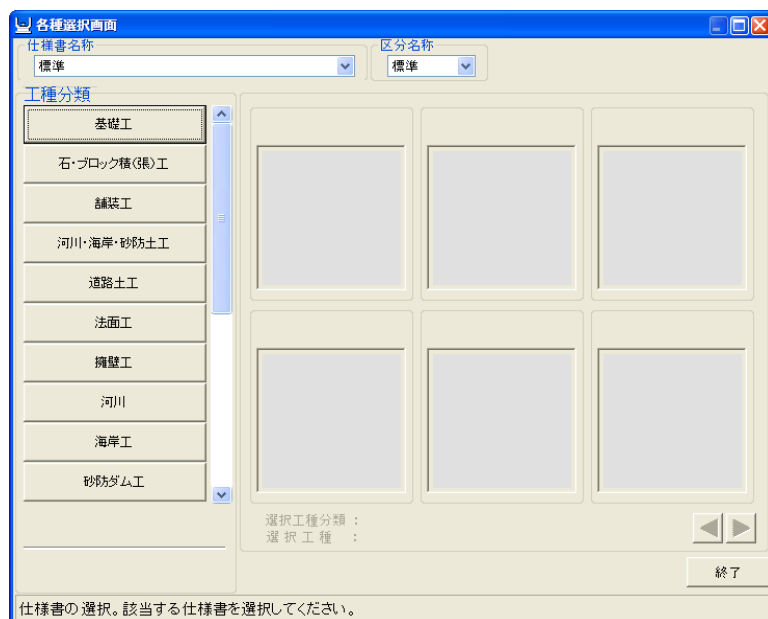 各種選択画面
仕様書名称
区分名称
標準
標準
工種分類
基礎工
石・ブロック積(張)工
舗装工
河川・海岸・砂防土工
道路土工
法面工
擁壁工
河川
海岸工
砂防ダム工
選択工種分類 :
選 択 工 種 :
終了
仕様書の選択。該当する仕様書を選択してください。